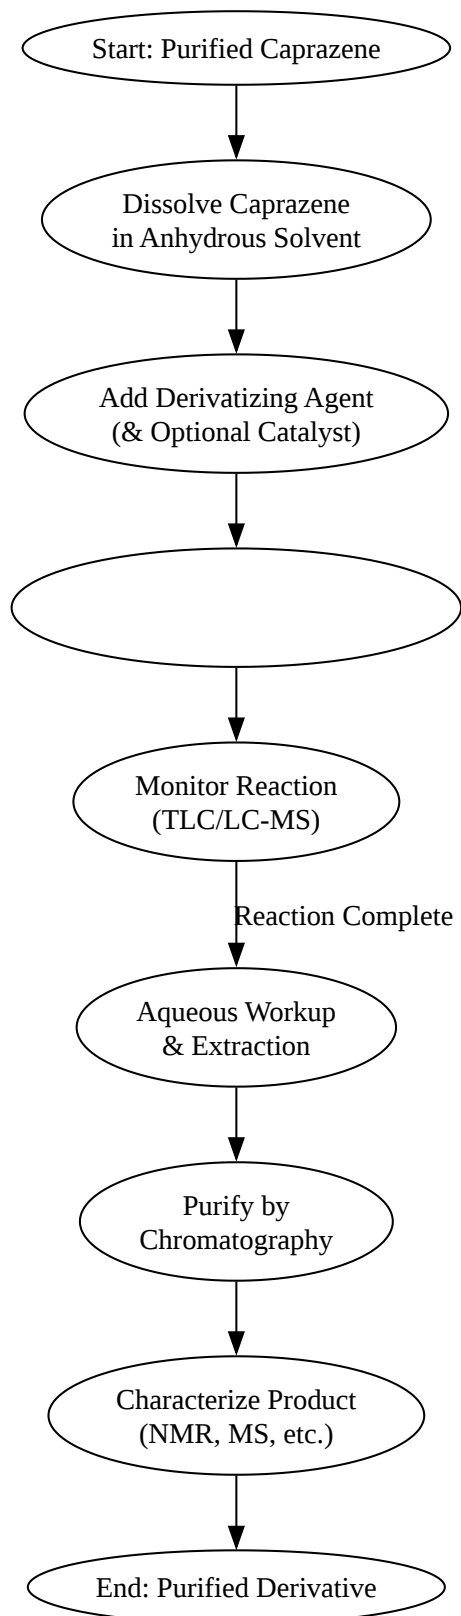 Start: Purified Caprazene
Dissolve Caprazene
in Anhydrous Solvent
Add Derivatizing Agent
(& Optional Catalyst)
Monitor Reaction
(TLC/LC-MS)
Reaction Complete
Aqueous Workup
& Extraction
Purify by
Chromatography
Characterize Product
(NMR, MS, etc.)
End: Purified Derivative